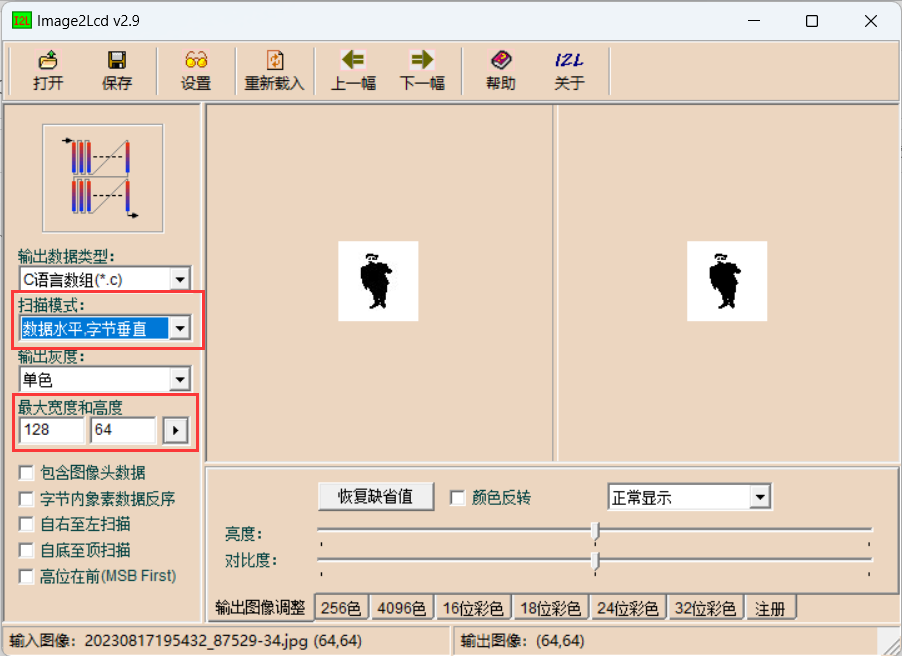 I2L Image2Lcd v2.9
打开 保存 设置 重新载入 上一幅 下一幅 帮助 I2L 关于
输出数据类型:
C语言数组(*.c)
扫描模式:
数据水平,字节垂直
输出灰度:
单色
最大宽度和高度
128 64
包含图像头数据
字节内象素数据反序
自右至左扫描
自底至顶扫描
高位在前(MSB First)
恢复缺省值 颜色反转 正常显示
亮度:
对比度:
输出图像调整 256色 4096色 16位彩色 18位彩色 24位彩色 32位彩色 注册
输入图像: 20230817195432_87529-34.jpg (64,64) 输出图像: (64,64)